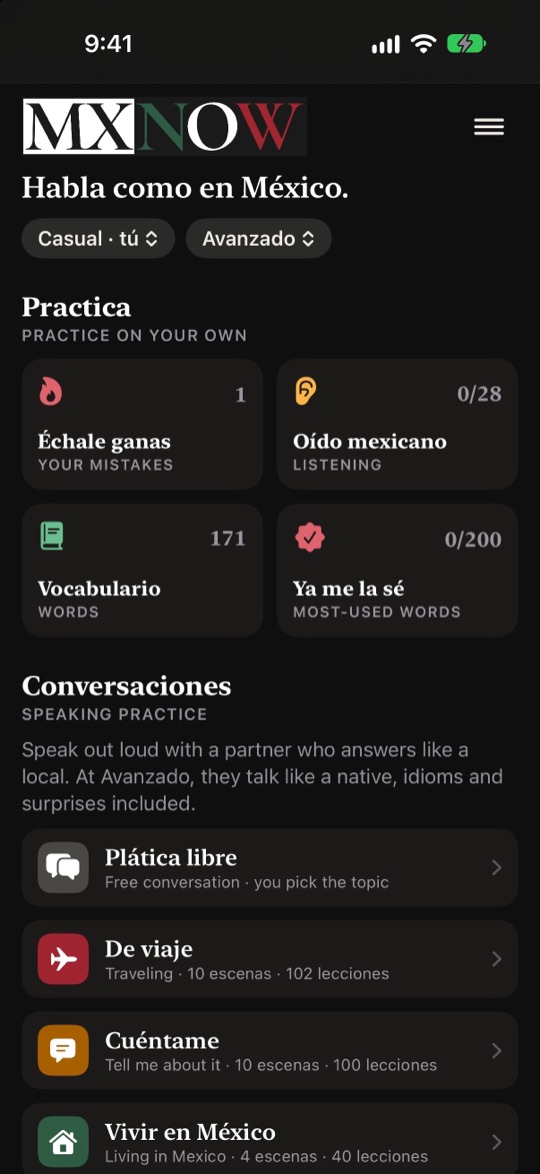 9:41
MXNOW
Habla como en México.
Casual · tú
Avanzado
Practica
PRACTICE ON YOUR OWN
1
Échale ganas
YOUR MISTAKES
0/28
Oído mexicano
LISTENING
171
Vocabulario
WORDS
0/200
Ya me la sé
MOST-USED WORDS
Conversaciones
SPEAKING PRACTICE
Speak out loud with a partner who answers like a
local. At Avanzado, they talk like a native, idioms and
surprises included.
Plática libre
Free conversation · you pick the topic
De viaje
Traveling · 10 escenas · 102 lecciones
Cuéntame
Tell me about it · 10 escenas · 100 lecciones
Vivir en México
Living in Mexico · 4 escenas · 40 lecciones